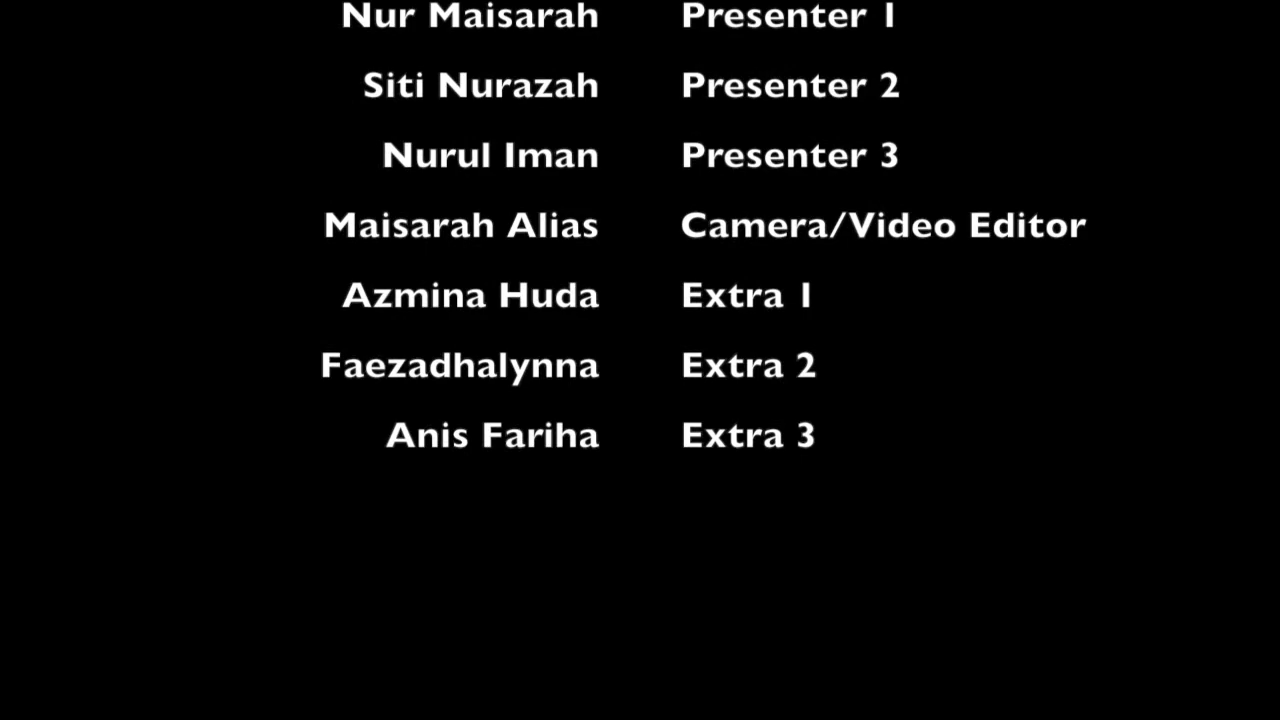 Nur Maisarah Presenter 1
Siti Nurazah Presenter 2
Nurul Iman Presenter 3
Maisarah Alias Camera/Video Editor
Azmina Huda Extra 1
Faezadhalynna Extra 2
Anis Fariha Extra 3